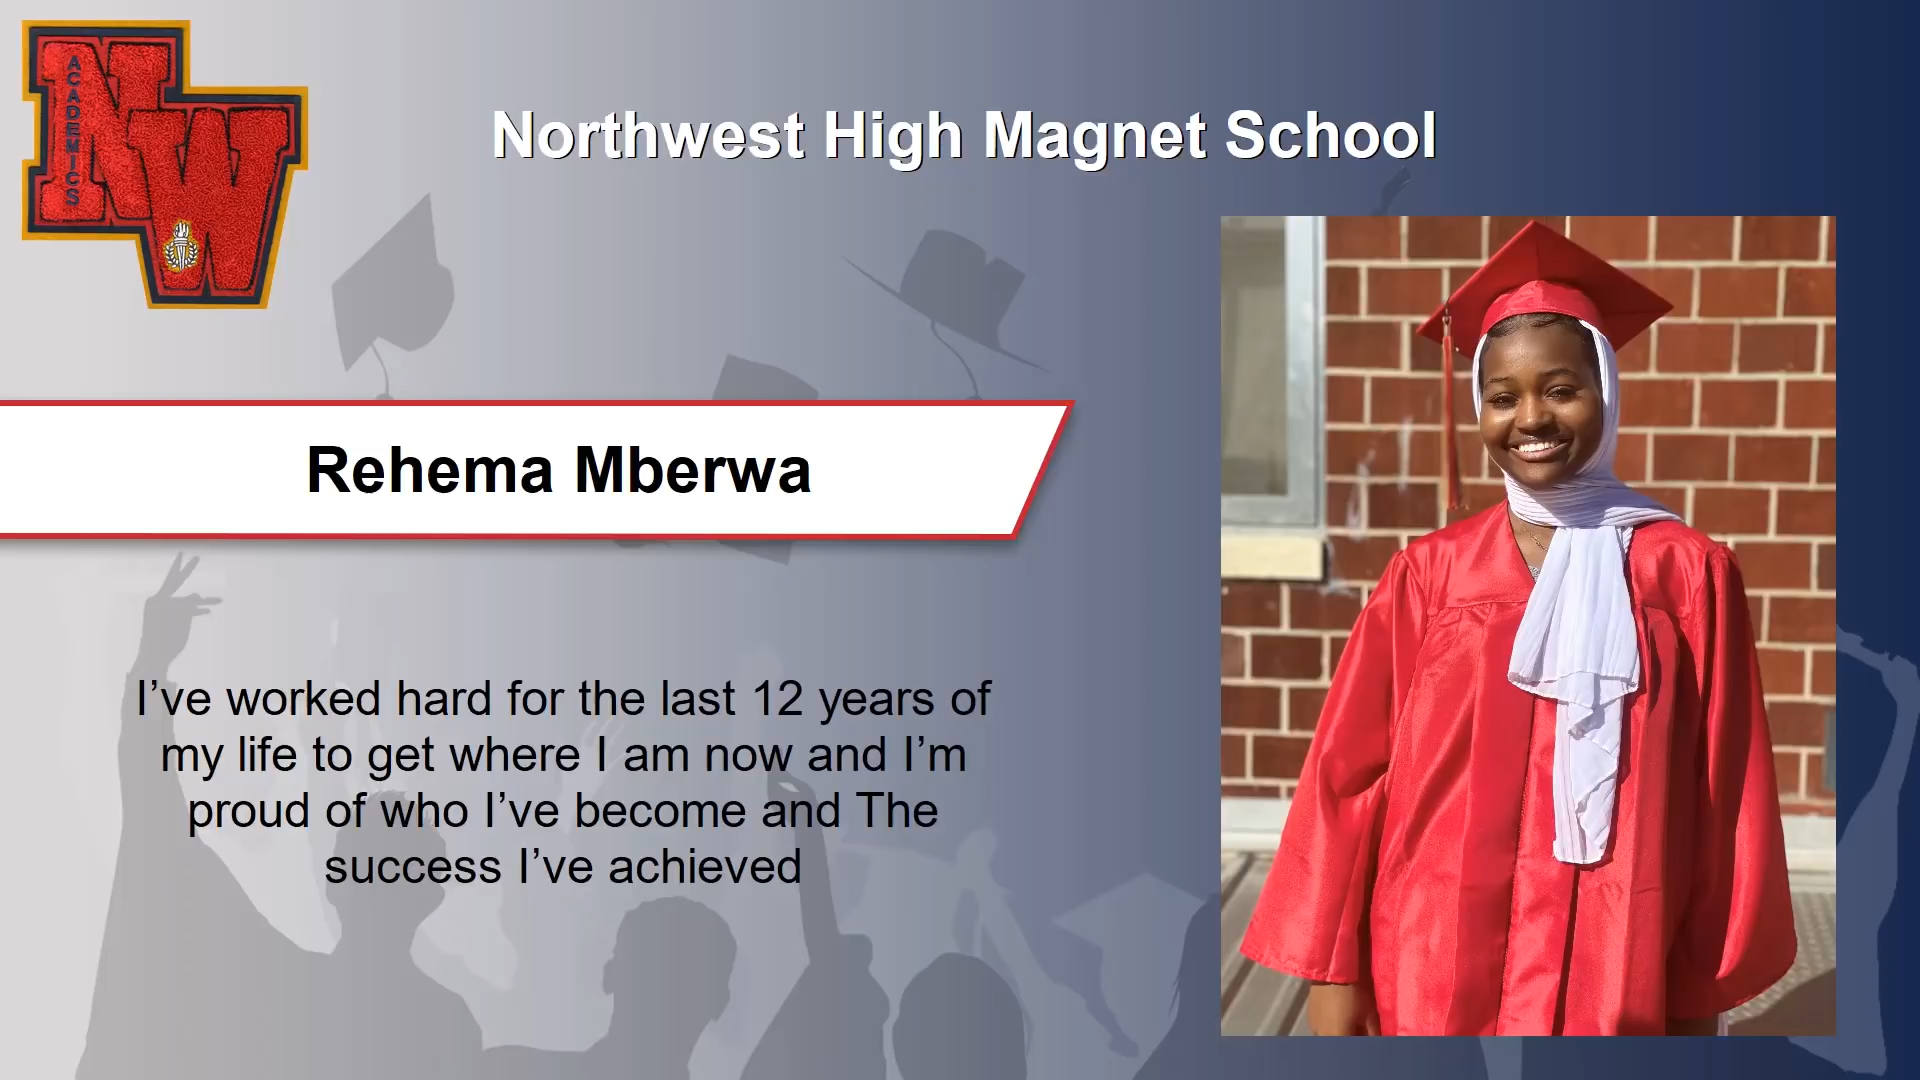 NW
ACADEMICS
Northwest High Magnet School
Rehema Mberwa
I’ve worked hard for the last 12 years of
my life to get where I am now and I’m
proud of who I’ve become and The
success I’ve achieved